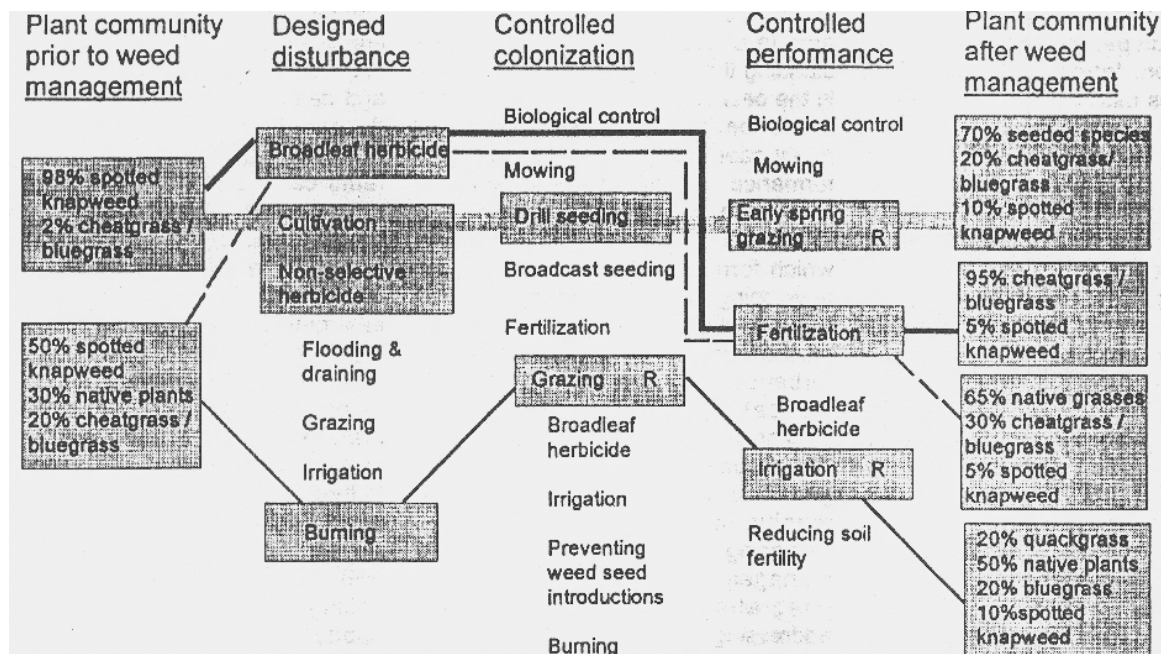 Plant community
prior to weed
management
98% spotted
knapweed
2% cheatgrass /
bluegrass
50% spotted
knapweed
30% native plants
20% cheatgrass /
bluegrass
Designed
disturbance
Broadleaf herbicide
Cultivation
Non-selective
herbicide
Flooding &
draining
Grazing
Irrigation
Burning
Controlled
colonization
Biological control
Mowing
Drill seeding
Broadcast seeding
Fertilization
Grazing R
Broadleaf
herbicide
Irrigation
Preventing
weed seed
introductions
Burning
Controlled
performance
Biological control
Mowing
Early spring
grazing R
Fertilization
Broadleaf
herbicide
Irrigation R
Reducing soil
fertility
Plant community
after weed
management
70% seeded species
20% cheatgrass/
bluegrass
10% spotted
knapweed
95% cheatgrass /
bluegrass
5% spotted
knapweed
65% native grasses
30% cheatgrass /
bluegrass
5% spotted
knapweed
20% quackgrass
50% native plants
20% bluegrass
10%spotted
knapweed